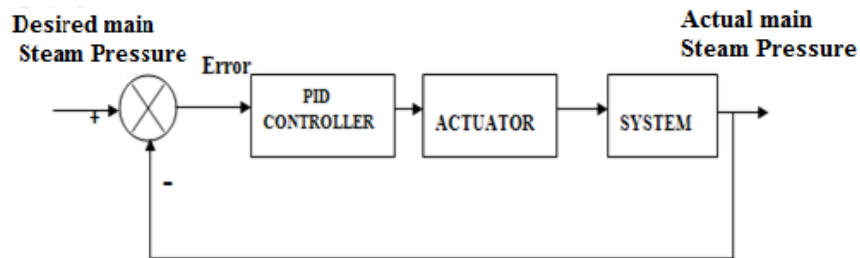 Desired main
Steam Pressure
Actual main
Steam Pressure
Error
+
PID
CONTROLLER
ACTUATOR
SYSTEM
-